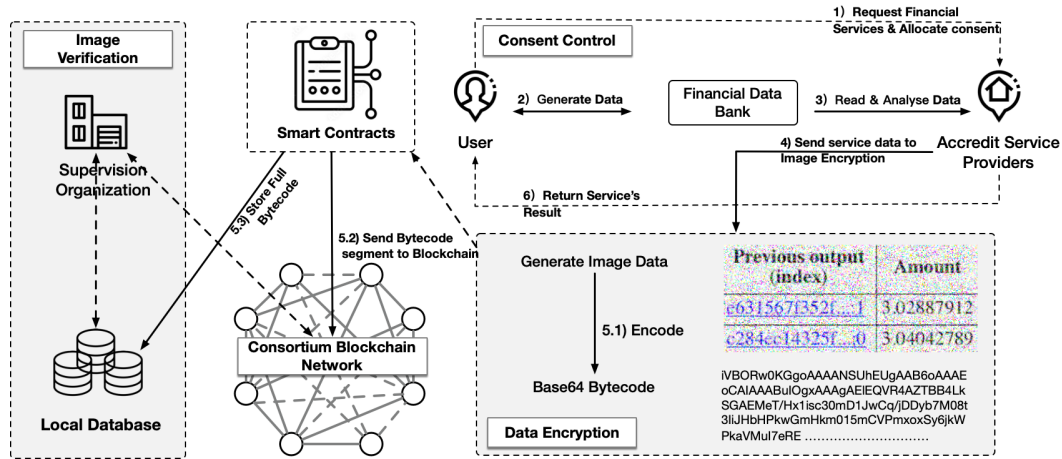 Image
Verification
Supervision
Organization
Local Database
Smart Contracts
5.3) Store Full
Bytecode
5.2) Send Bytecode
segment to Blockchain
Consortium Blockchain
Network
Consent Control
1) Request Financial
Services & Allocate consent
User
2) Generate Data
Financial Data
Bank
3) Read & Analyse Data
Accredit Service
Providers
4) Send service data to
Image Encryption
6) Return Service's
Result
Generate Image Data
5.1) Encode
Base64 Bytecode
Data Encryption
Previous output
(index)
Amount
e631567f352f...:1
3.02887912
c284cc14325f...:0
3.04042789
iVBORw0KGgoAAAANSUhEUgAAB6oAAAE
oCAIAAABulOgxAAAgAElEQVR4AZTBB4Lk
SGAEMeT/Hx1isc30mD1JwCq/jDDyb7M08t
3IiJHbHPkwGmHkm015mCVPmxoxSy6jkW
PkaVMuI7eRE ..............................